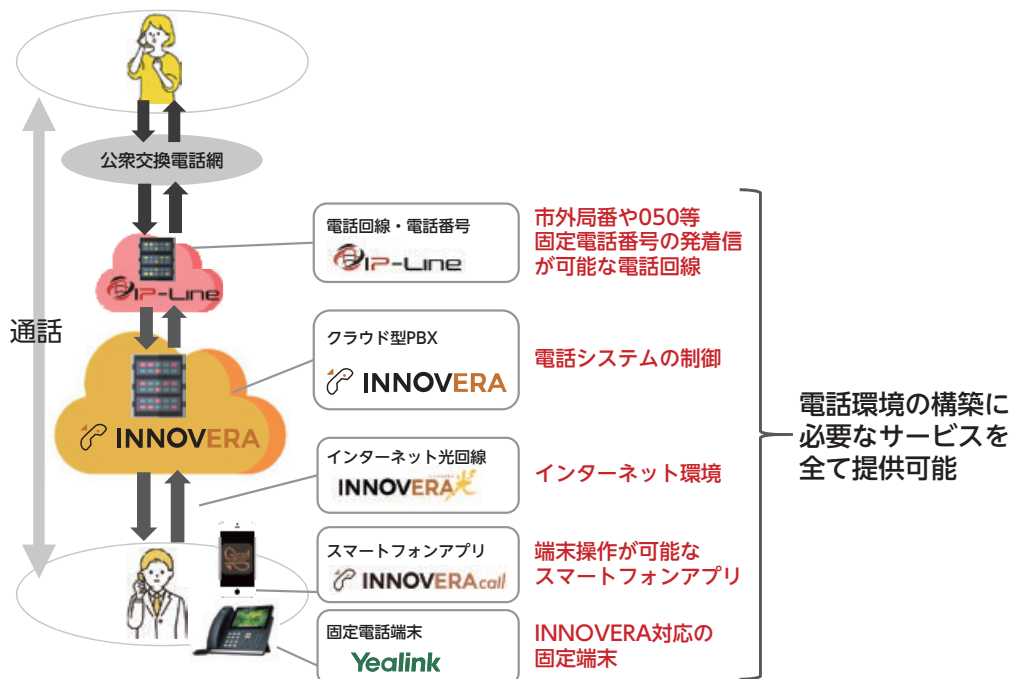 公衆交換電話網
通話
IP-Line
INNOVERA
電話回線・電話番号
IP-Line
市外局番や050等
固定電話番号の発着信
が可能な電話回線
クラウド型PBX
INNOVERA
電話システムの制御
インターネット光回線
INNOVERA光
インターネット環境
スマートフォンアプリ
INNOVERAcall
端末操作が可能な
スマートフォンアプリ
固定電話端末
Yealink
INNOVERA対応の
固定端末
電話環境の構築に
必要なサービスを
全て提供可能